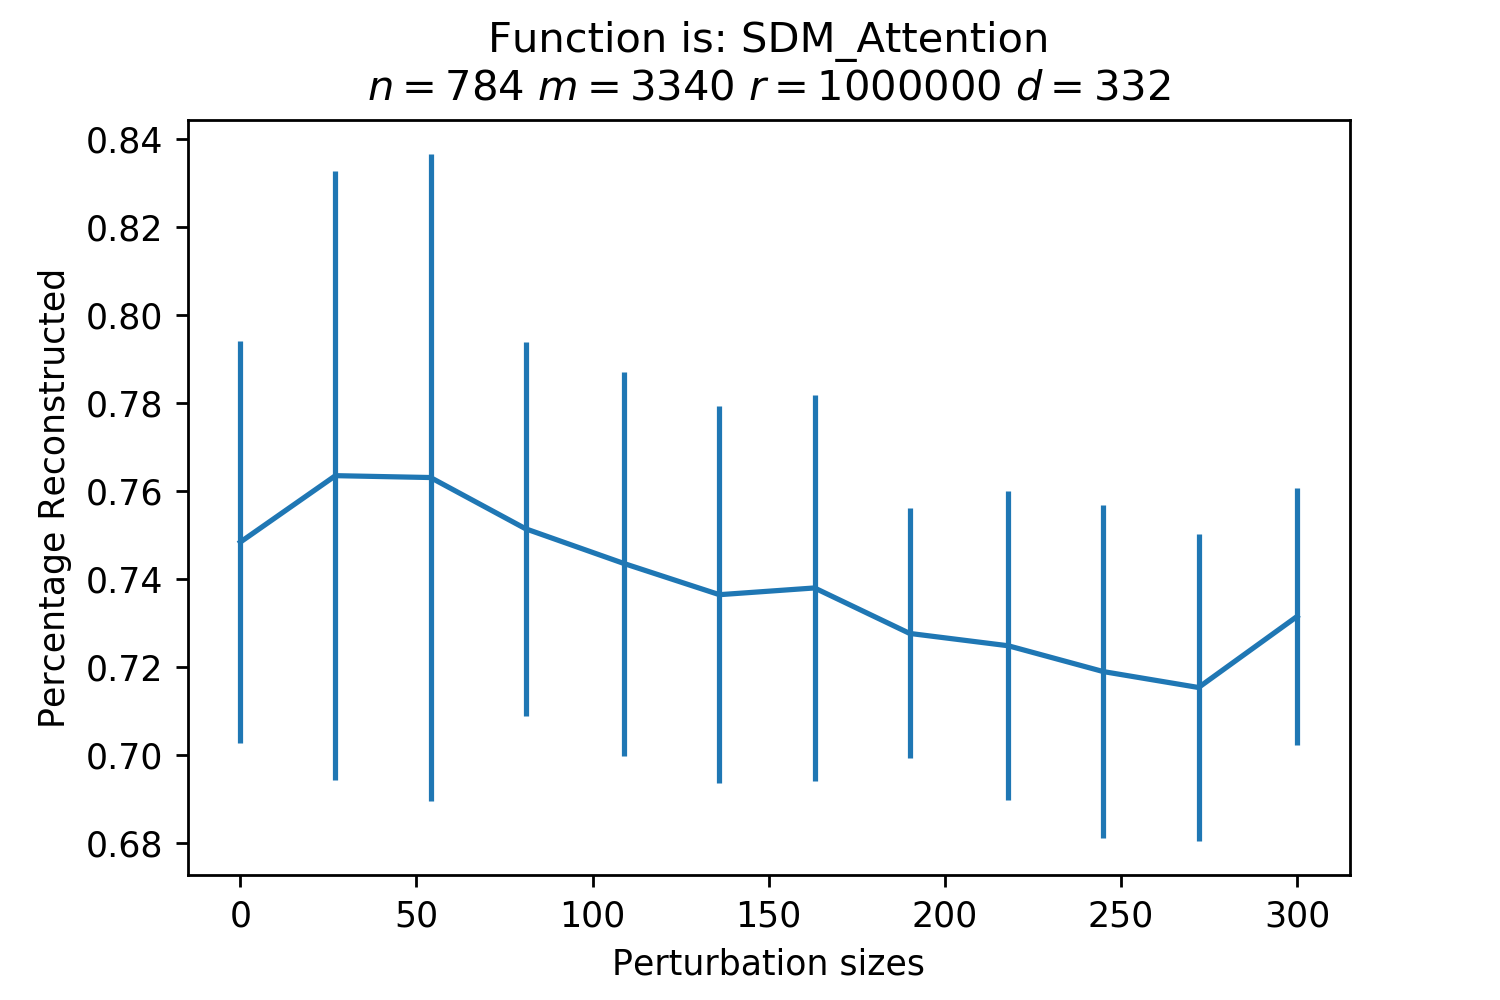 Function is: SDM_Attention
n = 784 m = 3340 r = 1000000 d = 332
0.84
0.82
0.80
0.78
0.76
0.74
0.72
0.70
0.68
Percentage Reconstructed
0 50 100 150 200 250 300
Perturbation sizes